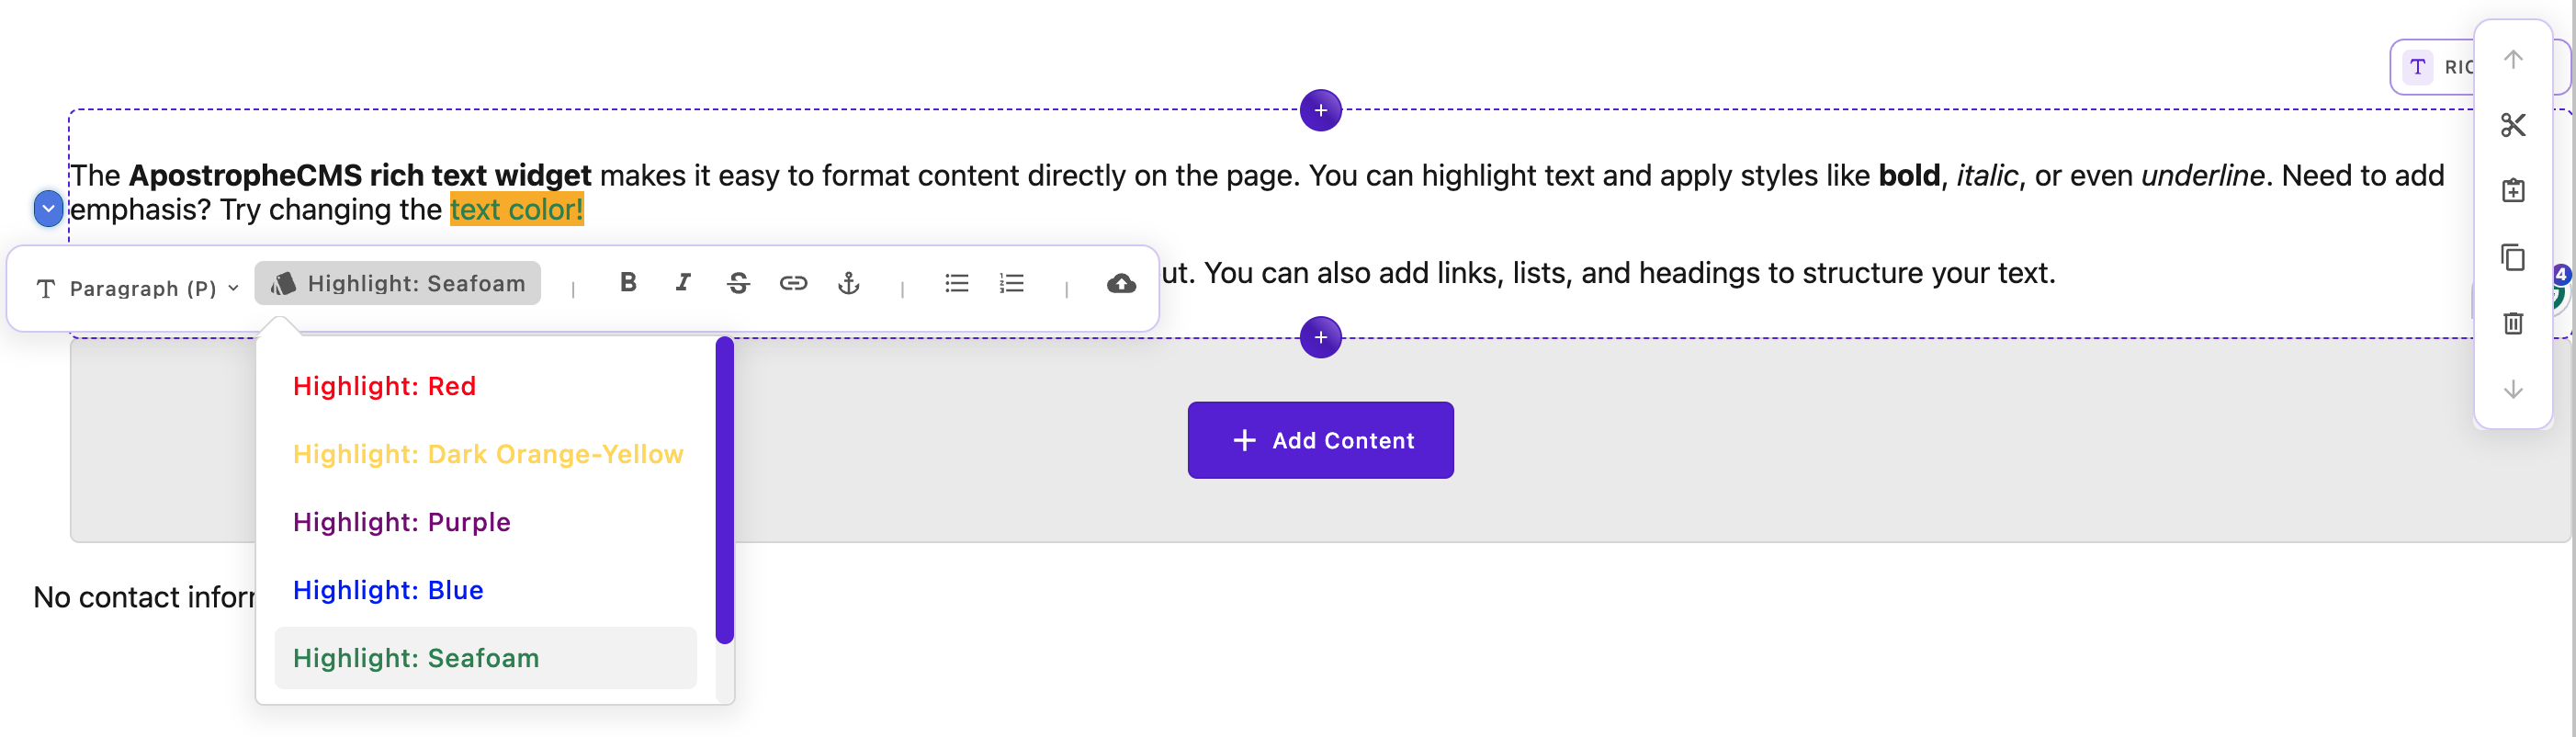 RIC
The ApostropheCMS rich text widget makes it easy to format content directly on the page. You can highlight text and apply styles like bold, italic, or even underline. Need to add
emphasis? Try changing the text color!
Paragraph (P) Highlight: Seafoam B I S
ut. You can also add links, lists, and headings to structure your text.
4
Highlight: Red
Highlight: Dark Orange-Yellow
Highlight: Purple
Highlight: Blue
Highlight: Seafoam
+ Add Content
No contact infor